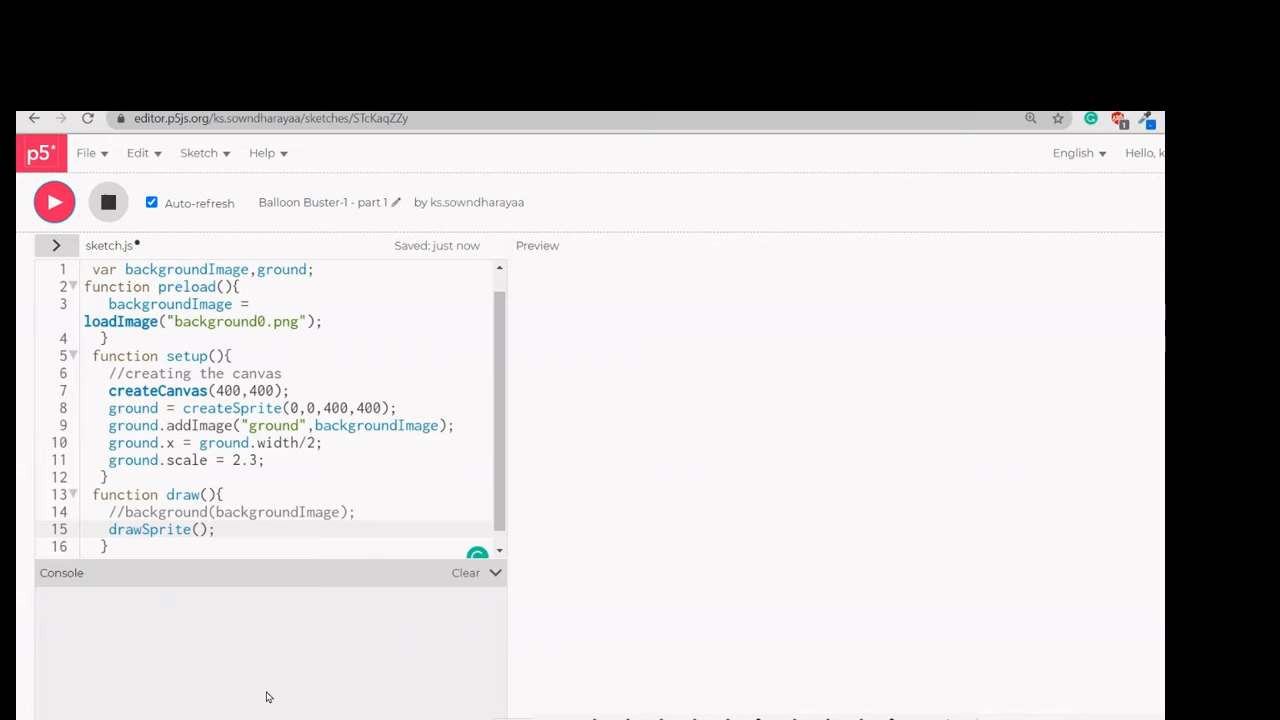 editor.p5js.org/ks.sowndharayaa/sketches/STcKaqZZy
p5* File Edit Sketch Help English Hello, k
Auto-refresh Balloon Buster-1 - part 1 by ks.sowndharayaa
sketch.js Saved: just now Preview
1 var backgroundImage,ground;
2 function preload(){
3 backgroundImage =
loadImage("background0.png");
4 }
5 function setup(){
6 //creating the canvas
7 createCanvas(400,400);
8 ground = createSprite(0,0,400,400);
9 ground.addImage("ground",backgroundImage);
10 ground.x = ground.width/2;
11 ground.scale = 2.3;
12 }
13 function draw(){
14 //background(backgroundImage);
15 drawSprite();
16 }
Console Clear